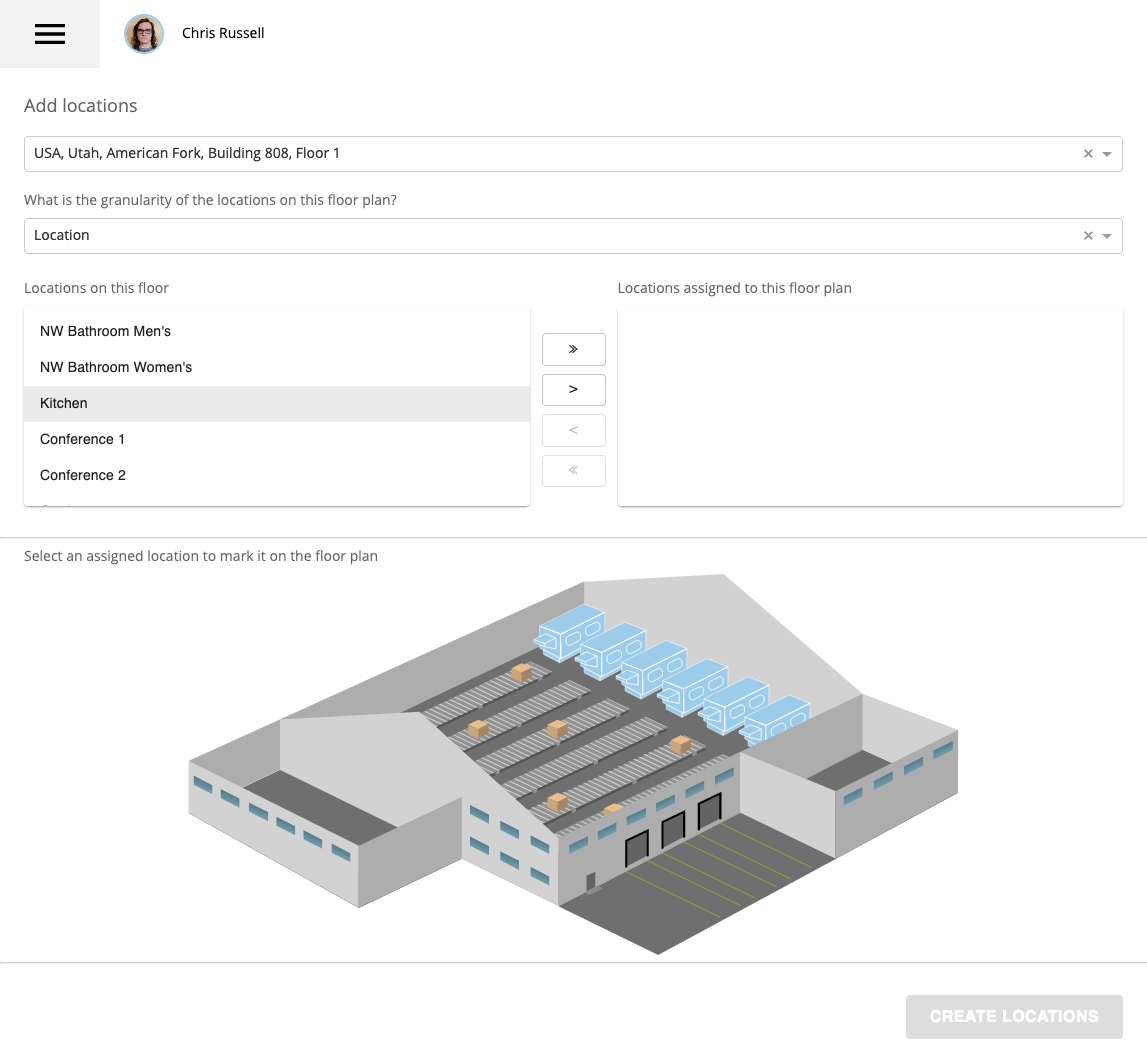 Chris Russell
Add locations
USA, Utah, American Fork, Building 808, Floor 1
What is the granularity of the locations on this floor plan?
Location
Locations on this floor
Locations assigned to this floor plan
NW Bathroom Men's
NW Bathroom Women's
Kitchen
Conference 1
Conference 2
»
>
<
«
Select an assigned location to mark it on the floor plan
CREATE LOCATIONS